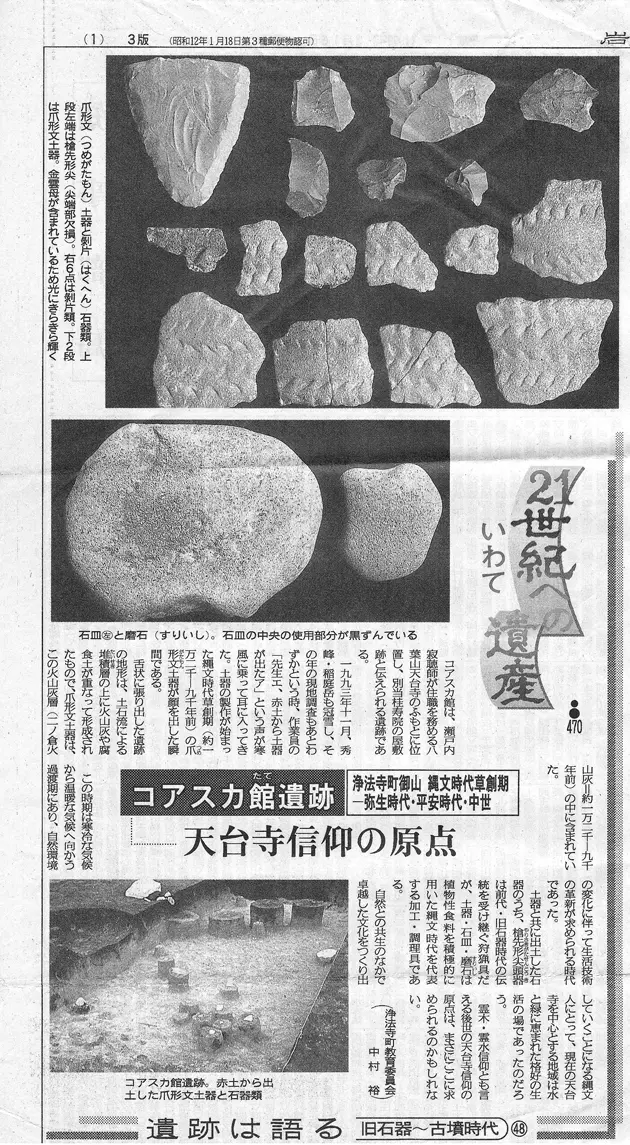 (1) 3版 (昭和12年1月18日第3種郵便物認可)
爪形文(つめがたもん)土器と剝片(はくへん)石器類。上
段左端は槍先形尖(尖端部欠損)。右6点は剝片類。下2段
は爪形文土器。金雲母が含まれているため光にきらきら輝く
石皿㊧と磨石(すりいし)。石皿の中央の使用部分が黒ずんでいる
21世紀への
遺産
いわて
●470
コアスカ館は、瀬戸内
寂聴師が住職を務める八
葉山天台寺のふもとに位
置し、別当桂寿院の屋敷
跡と伝えられる遺跡であ
る。
一九九三年十一月、秀
峰・稲庭岳も冠雪し、そ
の年の現地調査もあとわ
ずかという時、作業員の
「先生エ、赤土から土器
が出たァ」という声が寒
風に乗って耳に入ってき
た。土器の製作が始まっ
た縄文時代草創期(約一
万二千-九千年前)の爪
形文土器が顔を出した瞬
間である。
舌状に張り出した遺跡
の地形は、土石流による
堆積層の上に火山灰や腐
食土が重なって形成され
たもので、爪形文土器は、
この火山灰層(二ノ倉火
山灰=約一万二千-九千
年前)の中に含まれてい
た。
コアスカ館遺跡
たて
浄法寺町御山 縄文時代草創期
―弥生時代・平安時代・中世
天台寺信仰の原点
この時期は寒冷な気候
から温暖な気候へ向かう
過渡期にあり、自然環境
の変化に伴って生活技術
の革新が求められる時代
であった。
土器と共に出土した石
器のうち、槍先形尖頭器
は前代・旧石器時代の伝
統を受け継ぐ狩猟具だ
が、土器・石皿・磨石は
植物性食料を積極的に
用いた縄文時代を代表
する加工・調理具であ
る。
自然との共生のなかで
卓越した文化をつくり出
していくことになる縄文
人にとって、現在の天台
寺を中心とする地域は水
と緑に恵まれた格好の生
活の場であったのだろ
う。
霊木・霊水信仰とも言
える後世の天台寺信仰の
原点は、まさにここに求
められるのかもしれな
い。
(浄法寺町教育委員会
中村 裕)
コアスカ館遺跡。赤土から出
土した爪形文土器と石器類
遺跡は語る 旧石器~古墳時代 ㊽